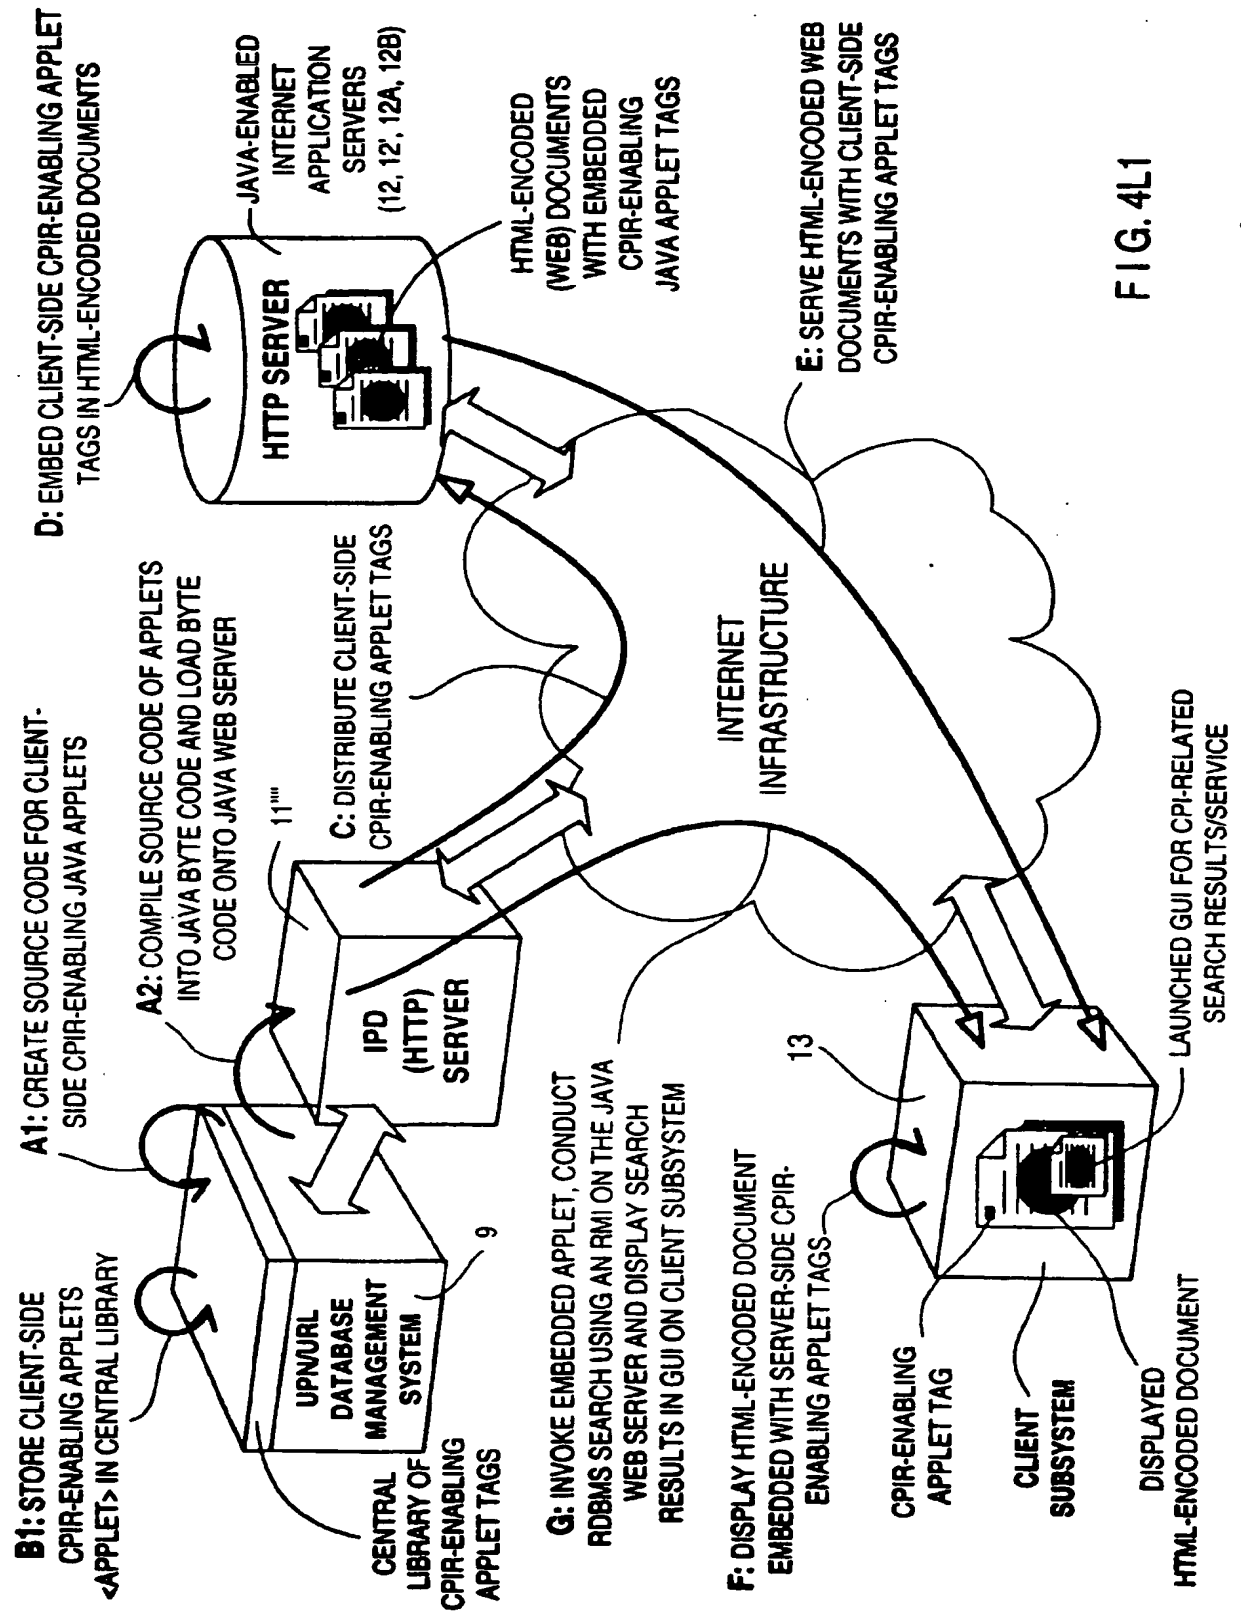 B1: STORE CLIENT-SIDE
CPIR-ENABLING APPLETS
<APPLET> IN CENTRAL LIBRARY
A1: CREATE SOURCE CODE FOR CLIENT-
SIDE CPIR-ENABLING JAVA APPLETS
A2: COMPILE SOURCE CODE OF APPLETS
INTO JAVA BYTE CODE AND LOAD BYTE
CODE ONTO JAVA WEB SERVER
D: EMBED CLIENT-SIDE CPIR-ENABLING APPLET
TAGS IN HTML-ENCODED DOCUMENTS
JAVA-ENABLED
INTERNET
APPLICATION
SERVERS
(12, 12', 12A, 12B)
HTTP SERVER
HTML-ENCODED
(WEB) DOCUMENTS
WITH EMBEDDED
CPIR-ENABLING
JAVA APPLET TAGS
11""
C: DISTRIBUTE CLIENT-SIDE
CPIR-ENABLING APPLET TAGS
IPD
(HTTP)
SERVER
UPN/URL
DATABASE
MANAGEMENT
SYSTEM
9
CENTRAL
LIBRARY OF
CPIR-ENABLING
APPLET TAGS
G: INVOKE EMBEDDED APPLET, CONDUCT
RDBMS SEARCH USING AN RMI ON THE JAVA
WEB SERVER AND DISPLAY SEARCH
RESULTS IN GUI ON CLIENT SUBSYSTEM
INTERNET
INFRASTRUCTURE
E: SERVE HTML-ENCODED WEB
DOCUMENTS WITH CLIENT-SIDE
CPIR-ENABLING APPLET TAGS
F: DISPLAY HTML-ENCODED DOCUMENT
EMBEDDED WITH SERVER-SIDE CPIR-
ENABLING APPLET TAGS
13
CPIR-ENABLING
APPLET TAG
CLIENT
SUBSYSTEM
DISPLAYED
HTML-ENCODED DOCUMENT
LAUNCHED GUI FOR CPI-RELATED
SEARCH RESULTS/SERVICE
FIG. 4L1